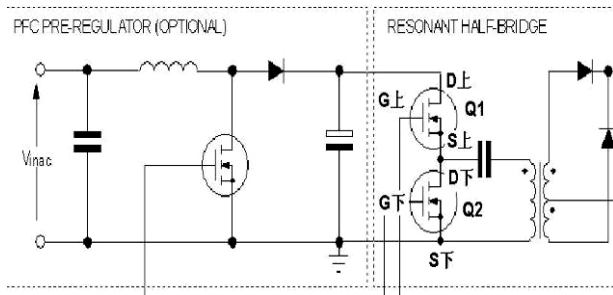 PFC PRE-REGULATOR (OPTIONAL)
RESONANT HALF-BRIDGE
D上
G上
Q1
S上
Vinac
D下
G下
Q2
S下